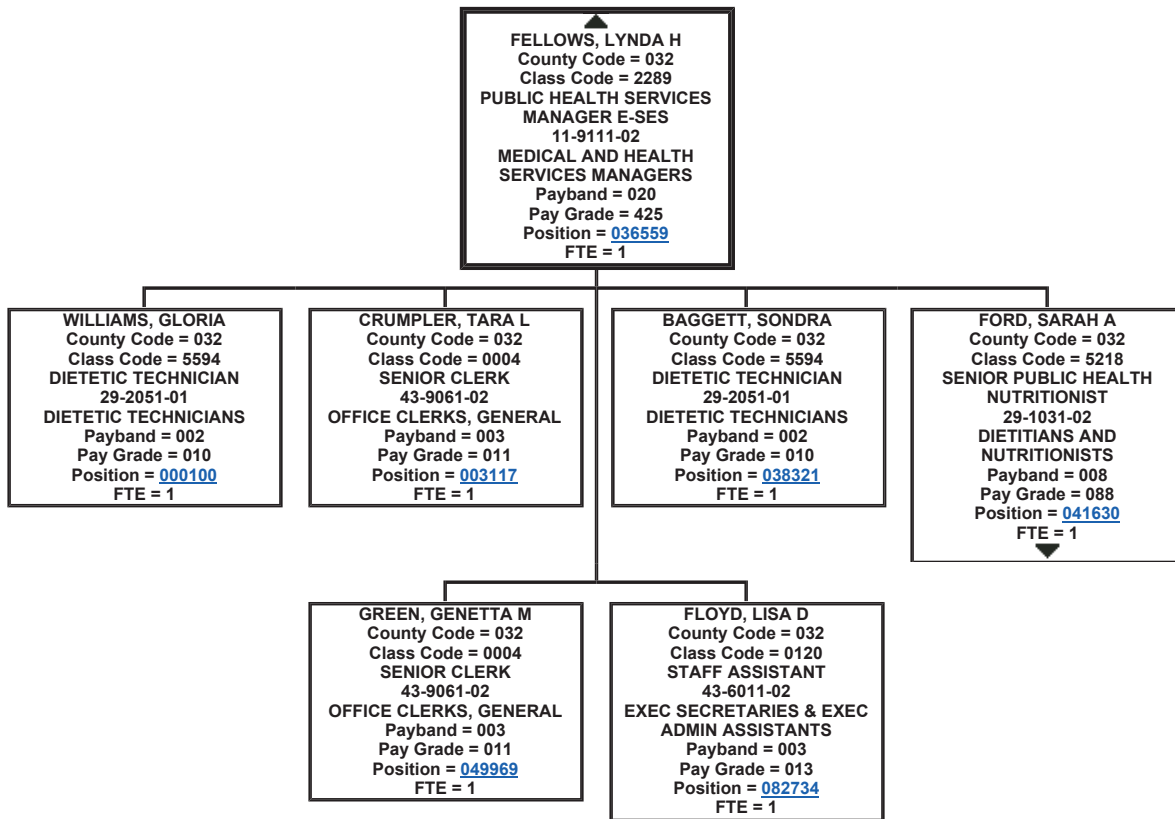 FELLOWS, LYNDA H
County Code = 032
Class Code = 2289
PUBLIC HEALTH SERVICES
MANAGER E-SES
11-9111-02
MEDICAL AND HEALTH
SERVICES MANAGERS
Payband = 020
Pay Grade = 425
Position = 036559
FTE = 1
WILLIAMS, GLORIA
County Code = 032
Class Code = 5594
DIETETIC TECHNICIAN
29-2051-01
DIETETIC TECHNICIANS
Payband = 002
Pay Grade = 010
Position = 000100
FTE = 1
CRUMPLER, TARA L
County Code = 032
Class Code = 0004
SENIOR CLERK
43-9061-02
OFFICE CLERKS, GENERAL
Payband = 003
Pay Grade = 011
Position = 003117
FTE = 1
BAGGETT, SONDRA
County Code = 032
Class Code = 5594
DIETETIC TECHNICIAN
29-2051-01
DIETETIC TECHNICIANS
Payband = 002
Pay Grade = 010
Position = 038321
FTE = 1
FORD, SARAH A
County Code = 032
Class Code = 5218
SENIOR PUBLIC HEALTH
NUTRITIONIST
29-1031-02
DIETITIANS AND
NUTRITIONISTS
Payband = 008
Pay Grade = 088
Position = 041630
FTE = 1
GREEN, GENETTA M
County Code = 032
Class Code = 0004
SENIOR CLERK
43-9061-02
OFFICE CLERKS, GENERAL
Payband = 003
Pay Grade = 011
Position = 049969
FTE = 1
FLOYD, LISA D
County Code = 032
Class Code = 0120
STAFF ASSISTANT
43-6011-02
EXEC SECRETARIES & EXEC
ADMIN ASSISTANTS
Payband = 003
Pay Grade = 013
Position = 082734
FTE = 1